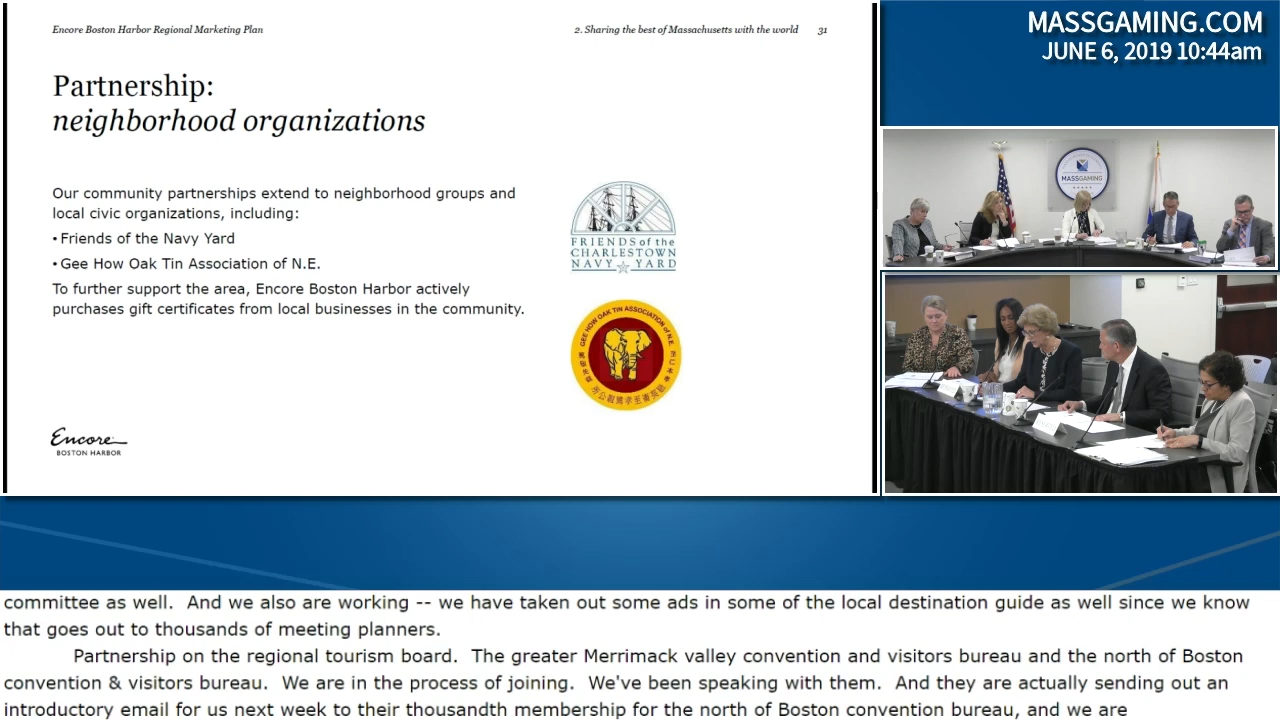 Encore Boston Harbor Regional Marketing Plan
2. Sharing the best of Massachusetts with the world 31
MASSGAMING.COM
JUNE 6, 2019 10:44am
Partnership:
neighborhood organizations
Our community partnerships extend to neighborhood groups and
local civic organizations, including:
• Friends of the Navy Yard
• Gee How Oak Tin Association of N.E.
To further support the area, Encore Boston Harbor actively
purchases gift certificates from local businesses in the community.
FRIENDS of the
CHARLESTOWN
NAVY YARD
GEE HOW OAK TIN ASSOCIATION of N.E.
Encore
BOSTON HARBOR
MASSGAMING
committee as well. And we also are working -- we have taken out some ads in some of the local destination guide as well since we know
that goes out to thousands of meeting planners.
Partnership on the regional tourism board. The greater Merrimack valley convention and visitors bureau and the north of Boston
convention & visitors bureau. We are in the process of joining. We've been speaking with them. And they are actually sending out an
introductory email for us next week to their thousandth membership for the north of Boston convention bureau, and we are